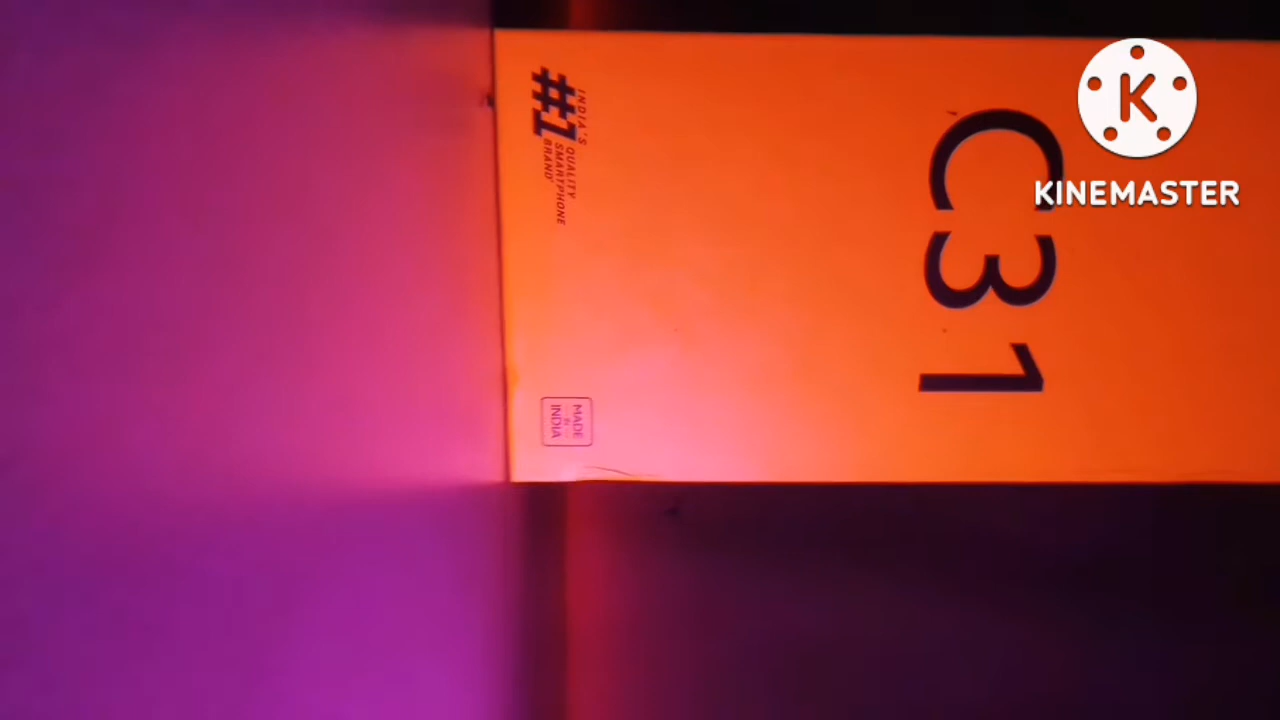 INDIA'S
#1 QUALITY
SMARTPHONE
BRAND
C31
MADE
IN
INDIA
K
KINEMASTER